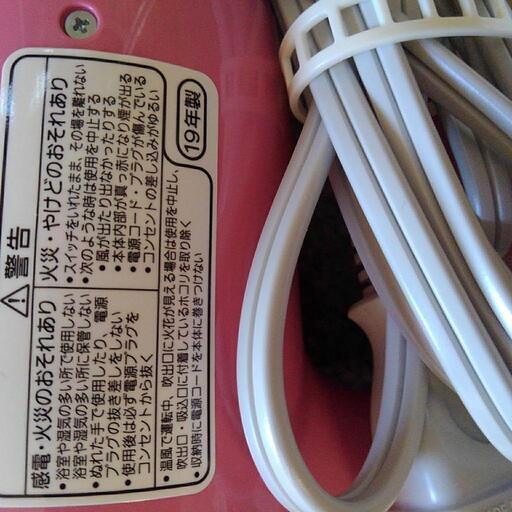 ⚠警告
感電・火災のおそれあり
•浴室や湿気の多い所で使用しない
•浴室や湿気の多い所に保管しない
•ぬれた手で使用したり、電源
プラグの抜き差しをしない
•使用後は必ず電源プラグを
コンセントから抜く
火災・やけどのおそれあり
•スイッチをいれたまま、その場を離れない
•次のような時は使用を中止する
•風が出たり出なかったりする
•本体内部が真っ赤になり煙が出る
•電源コード・プラグが傷んでいる
•コンセントの差し込みがゆるい
•温風で運転中、吹出口に火花が見える場合は使用を中止し、
吹出口・吸込口に付着しているホコリを取り除く
•収納時に電源コードを本体に巻きつけない
19年製